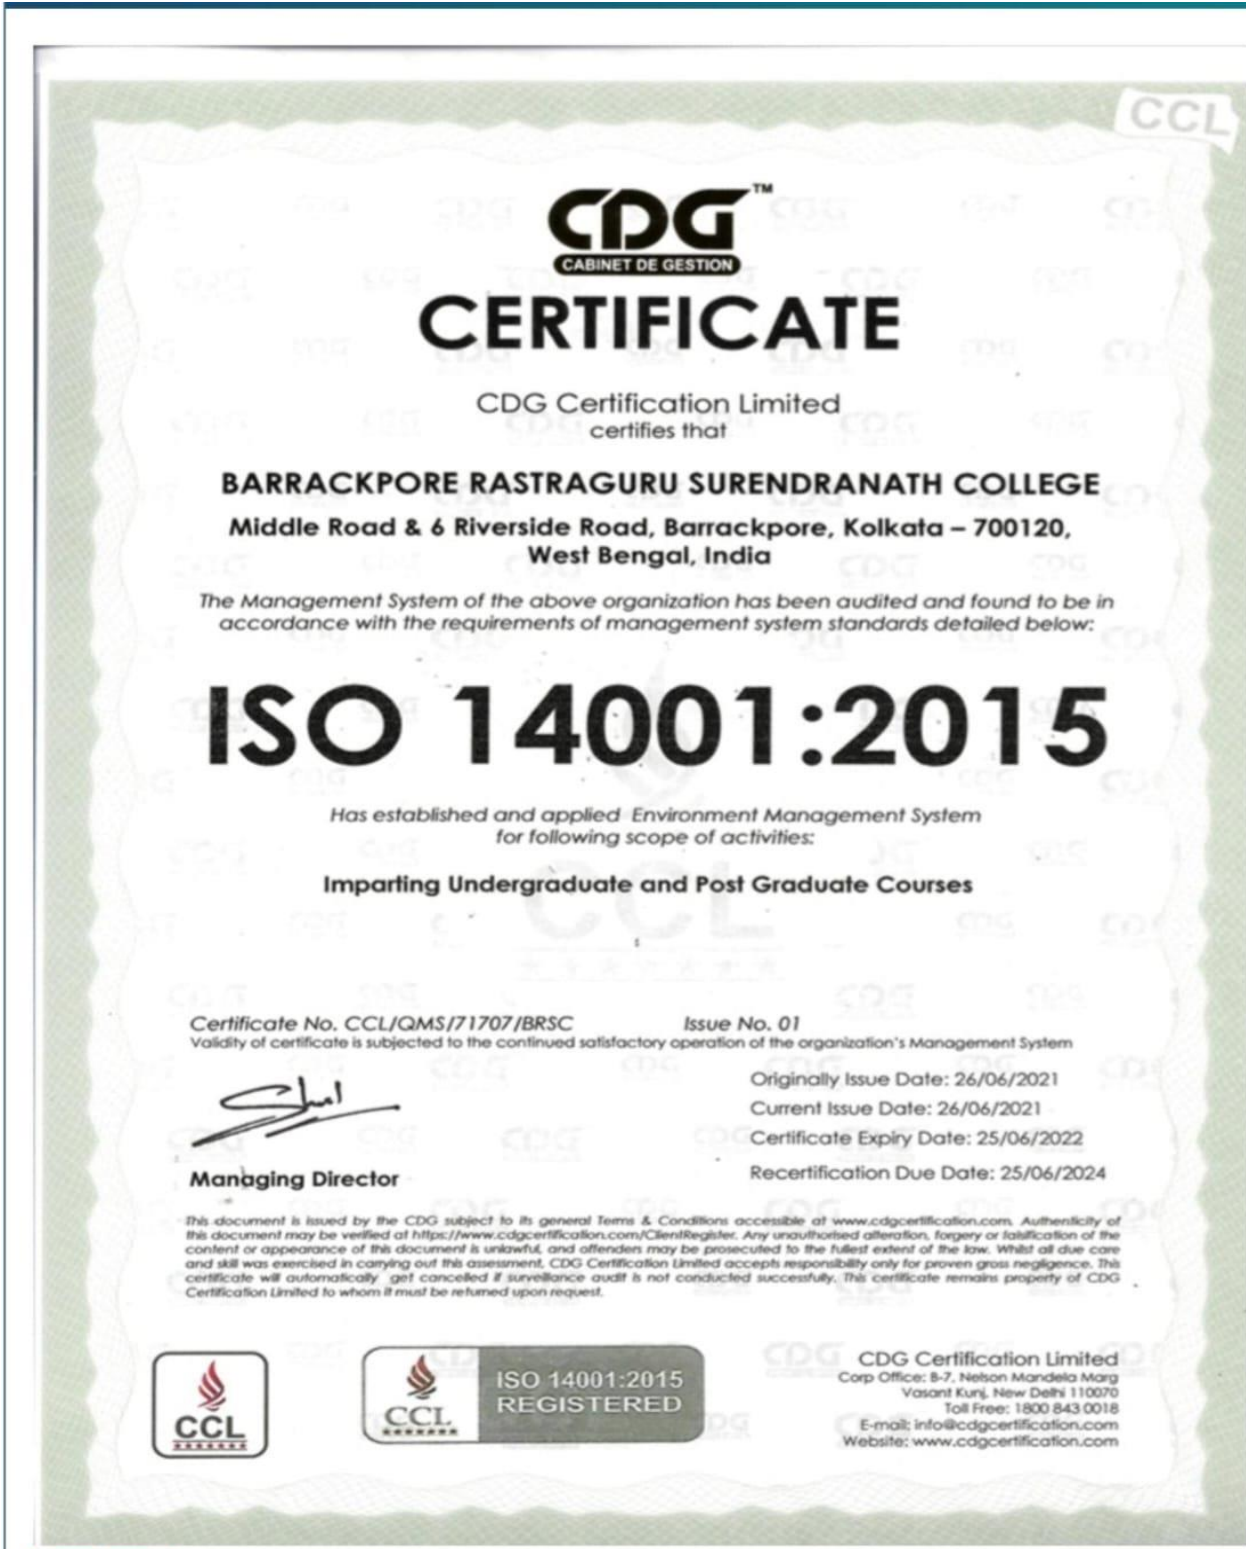 CCL
CDG™
CABINET DE GESTION
CERTIFICATE
CDG Certification Limited
certifies that
BARRACKPORE RASTRAGURU SURENDRANATH COLLEGE
Middle Road & 6 Riverside Road, Barrackpore, Kolkata – 700120,
West Bengal, India
The Management System of the above organization has been audited and found to be in
accordance with the requirements of management system standards detailed below:
ISO 14001:2015
Has established and applied Environment Management System
for following scope of activities:
CCL
Imparting Undergraduate and Post Graduate Courses
Certificate No. CCL/QMS/71707/BRSC Issue No. 01
Validity of certificate is subjected to the continued satisfactory operation of the organization's Management System
Originally Issue Date: 26/06/2021
Current Issue Date: 26/06/2021
Certificate Expiry Date: 25/06/2022
Managing Director
Recertification Due Date: 25/06/2024
This document is issued by the CDG subject to its general Terms & Conditions accessible at www.cdgcertification.com. Authenticity of
this document may be verified at https://www.cdgcertification.com/ClientRegister. Any unauthorised alteration, forgery or falsification of the
content or appearance of this document is unlawful, and offenders may be prosecuted to the fullest extent of the law. Whilst all due care
and skill was exercised in carrying out this assessment, CDG Certification Limited accepts responsibility only for proven gross negligence. This
certificate will automatically get cancelled if surveillance audit is not conducted successfully. This certificate remains property of CDG
Certification Limited to whom it must be returned upon request.
CCL
CCL
ISO 14001:2015
REGISTERED
CDG Certification Limited
Corp Office: B-7, Nelson Mandela Marg
Vasant Kunj, New Delhi 110070
Toll Free: 1800 843 0018
E-mail: info@cdgcertification.com
Website: www.cdgcertification.com